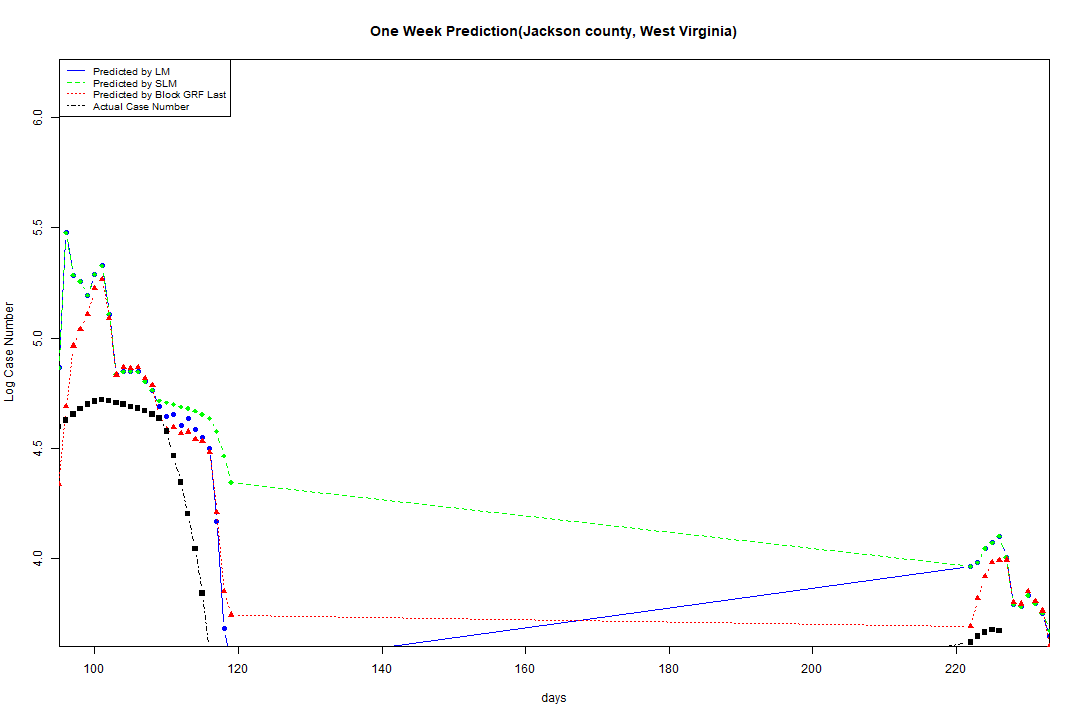 One Week Prediction(Jackson county, West Virginia)
Predicted by LM
Predicted by SLM
Predicted by Block GRF Last
Actual Case Number
Log Case Number
6.0
5.5
5.0
4.5
4.0
100 120 140 160 180 200 220
days